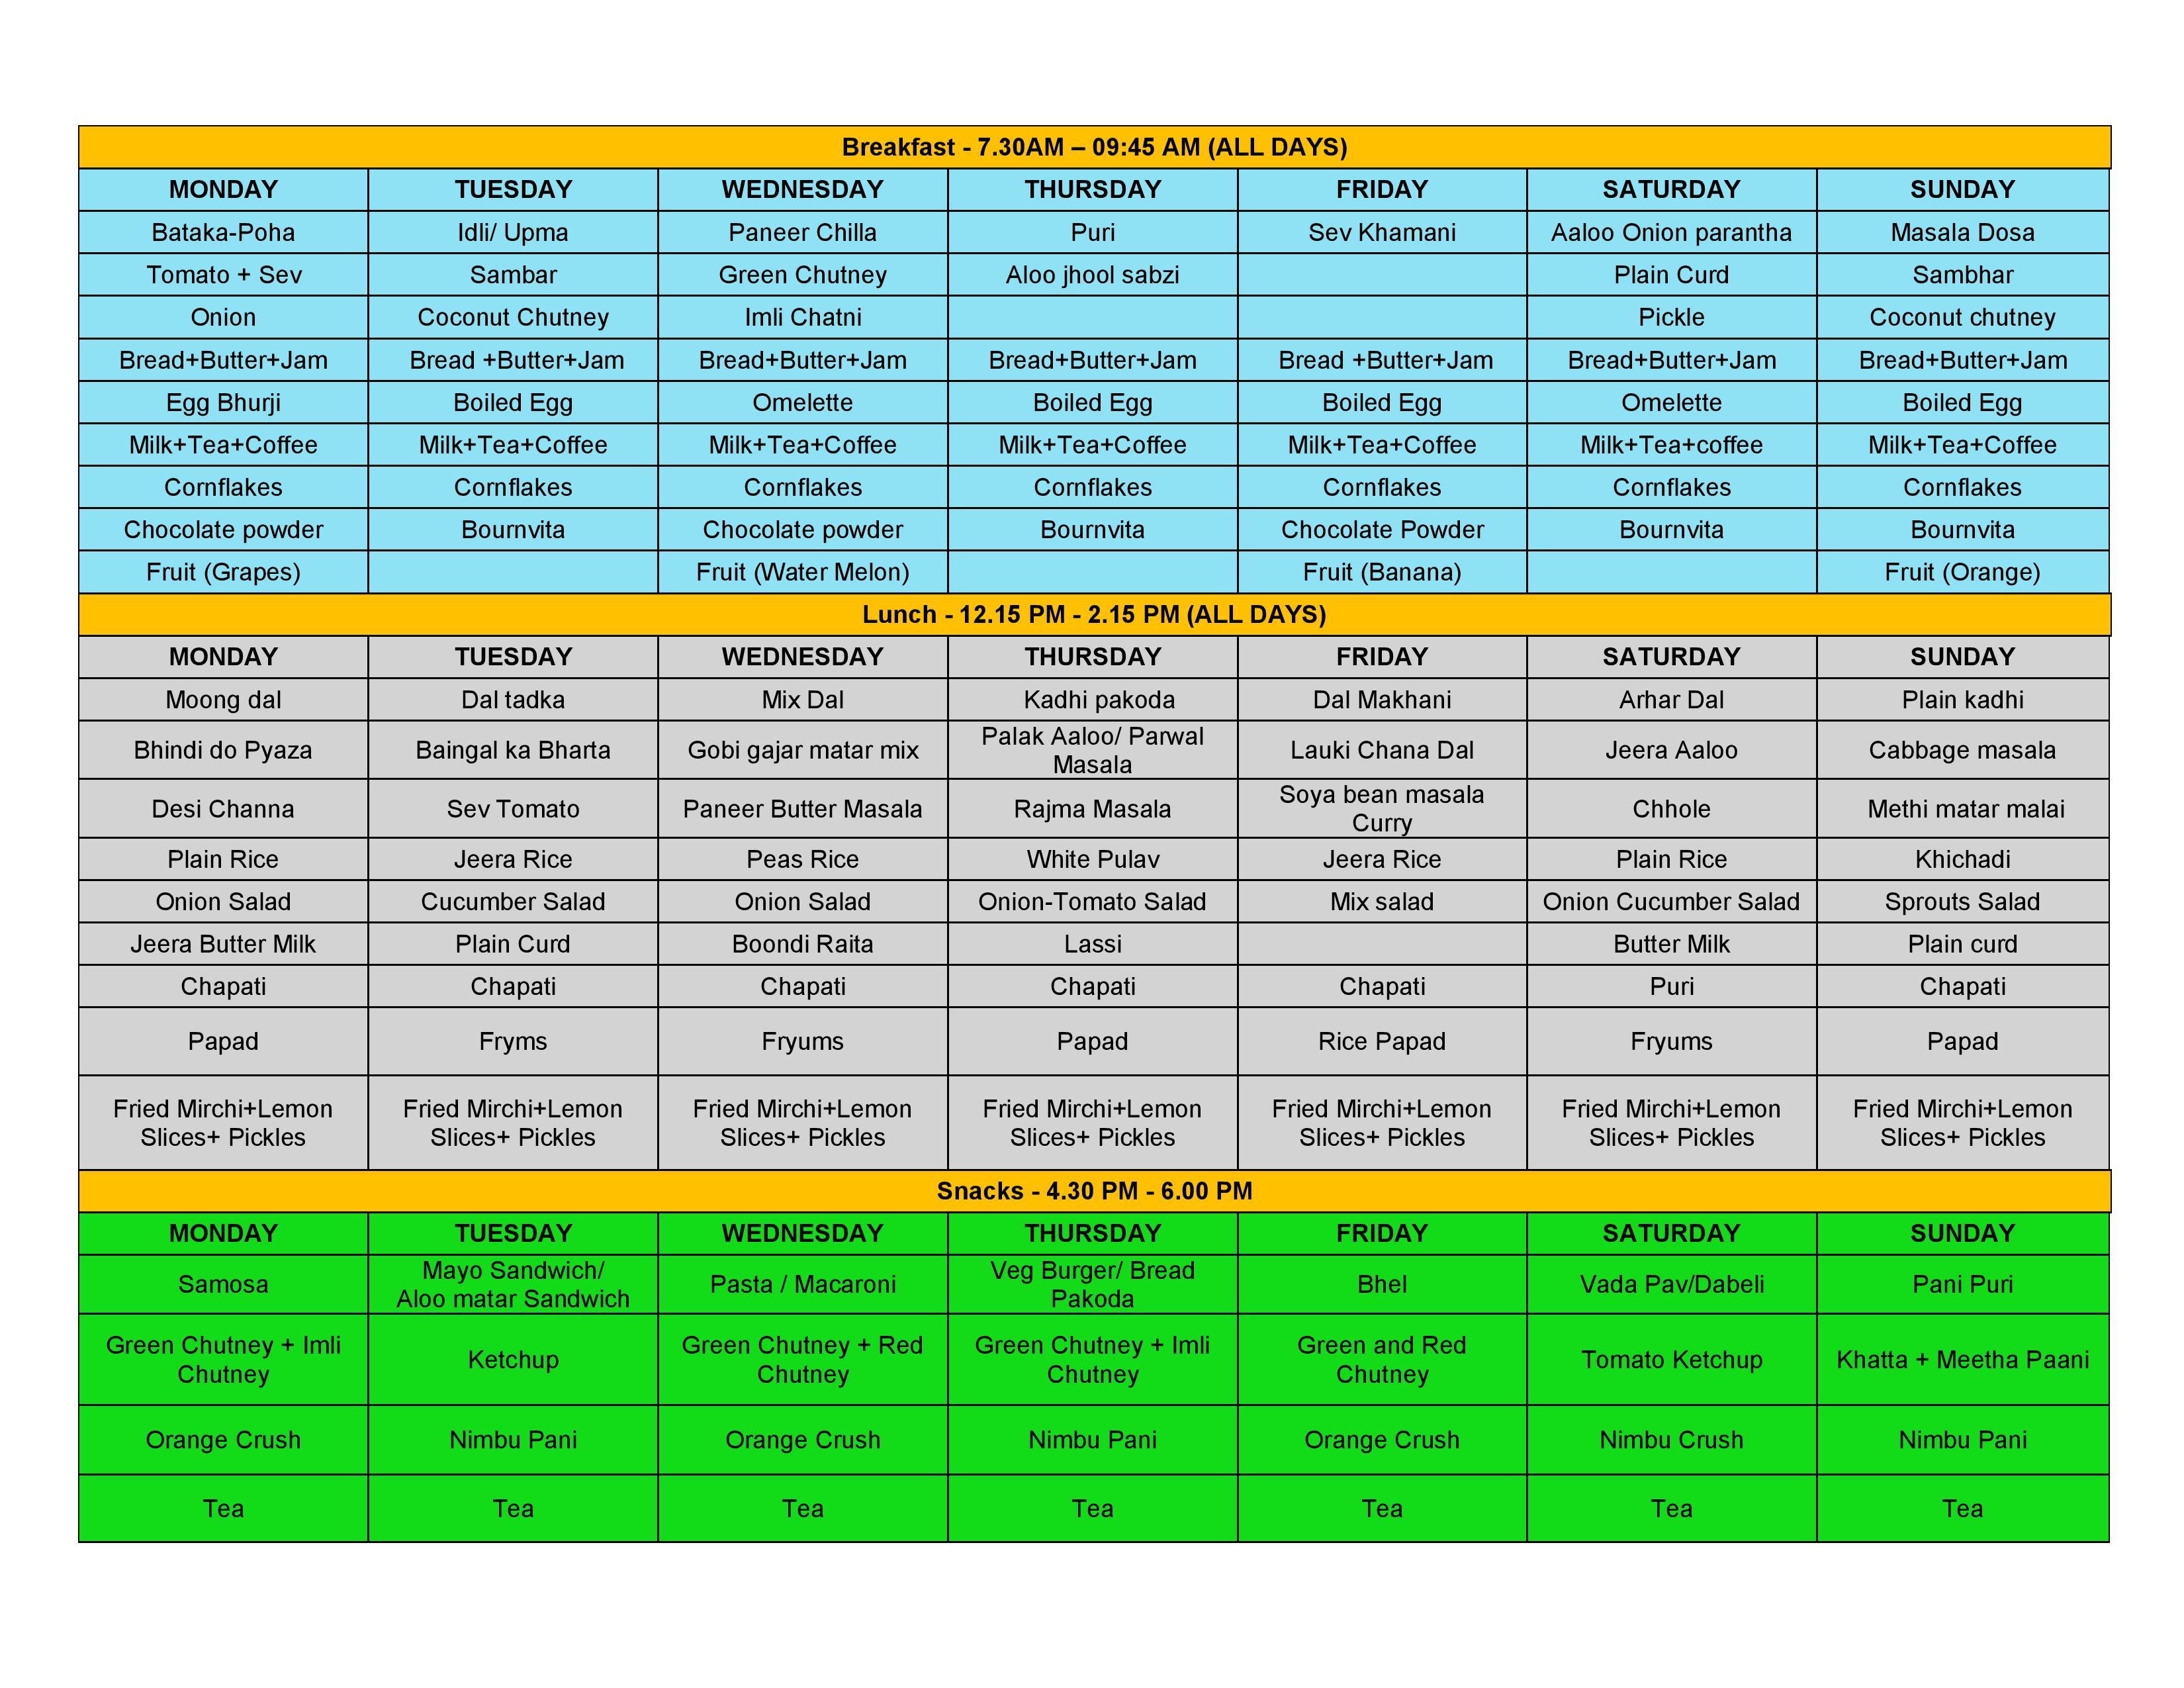 Breakfast - 7.30AM – 09:45 AM (ALL DAYS)
MONDAY TUESDAY WEDNESDAY THURSDAY FRIDAY SATURDAY SUNDAY
Bataka-Poha Idli/ Upma Paneer Chilla Puri Sev Khamani Aaloo Onion parantha Masala Dosa
Tomato + Sev Sambar Green Chutney Aloo jhool sabzi Plain Curd Sambhar
Onion Coconut Chutney Imli Chatni Pickle Coconut chutney
Bread+Butter+Jam Bread +Butter+Jam Bread+Butter+Jam Bread+Butter+Jam Bread +Butter+Jam Bread+Butter+Jam Bread+Butter+Jam
Egg Bhurji Boiled Egg Omelette Boiled Egg Boiled Egg Omelette Boiled Egg
Milk+Tea+Coffee Milk+Tea+Coffee Milk+Tea+Coffee Milk+Tea+Coffee Milk+Tea+Coffee Milk+Tea+coffee Milk+Tea+Coffee
Cornflakes Cornflakes Cornflakes Cornflakes Cornflakes Cornflakes Cornflakes
Chocolate powder Bournvita Chocolate powder Bournvita Chocolate Powder Bournvita Bournvita
Fruit (Grapes) Fruit (Water Melon) Fruit (Banana) Fruit (Orange)
Lunch - 12.15 PM - 2.15 PM (ALL DAYS)
MONDAY TUESDAY WEDNESDAY THURSDAY FRIDAY SATURDAY SUNDAY
Moong dal Dal tadka Mix Dal Kadhi pakoda Dal Makhani Arhar Dal Plain kadhi
Bhindi do Pyaza Baingal ka Bharta Gobi gajar matar mix Palak Aaloo/ Parwal Masala Lauki Chana Dal Jeera Aaloo Cabbage masala
Desi Channa Sev Tomato Paneer Butter Masala Rajma Masala Soya bean masala Curry Chhole Methi matar malai
Plain Rice Jeera Rice Peas Rice White Pulav Jeera Rice Plain Rice Khichadi
Onion Salad Cucumber Salad Onion Salad Onion-Tomato Salad Mix salad Onion Cucumber Salad Sprouts Salad
Jeera Butter Milk Plain Curd Boondi Raita Lassi Butter Milk Plain curd
Chapati Chapati Chapati Chapati Chapati Puri Chapati
Papad Fryms Fryums Papad Rice Papad Fryums Papad
Fried Mirchi+Lemon Fried Mirchi+Lemon Fried Mirchi+Lemon Fried Mirchi+Lemon Fried Mirchi+Lemon Fried Mirchi+Lemon Fried Mirchi+Lemon
Slices+ Pickles Slices+ Pickles Slices+ Pickles Slices+ Pickles Slices+ Pickles Slices+ Pickles Slices+ Pickles
Snacks - 4.30 PM - 6.00 PM
MONDAY TUESDAY WEDNESDAY THURSDAY FRIDAY SATURDAY SUNDAY
Samosa Mayo Sandwich/ Aloo matar Sandwich Pasta / Macaroni Veg Burger/ Bread Pakoda Bhel Vada Pav/Dabeli Pani Puri
Green Chutney + Imli Chutney Ketchup Green Chutney + Red Chutney Green Chutney + Imli Chutney Green and Red Chutney Tomato Ketchup Khatta + Meetha Paani
Orange Crush Nimbu Pani Orange Crush Nimbu Pani Orange Crush Nimbu Crush Nimbu Pani
Tea Tea Tea Tea Tea Tea Tea